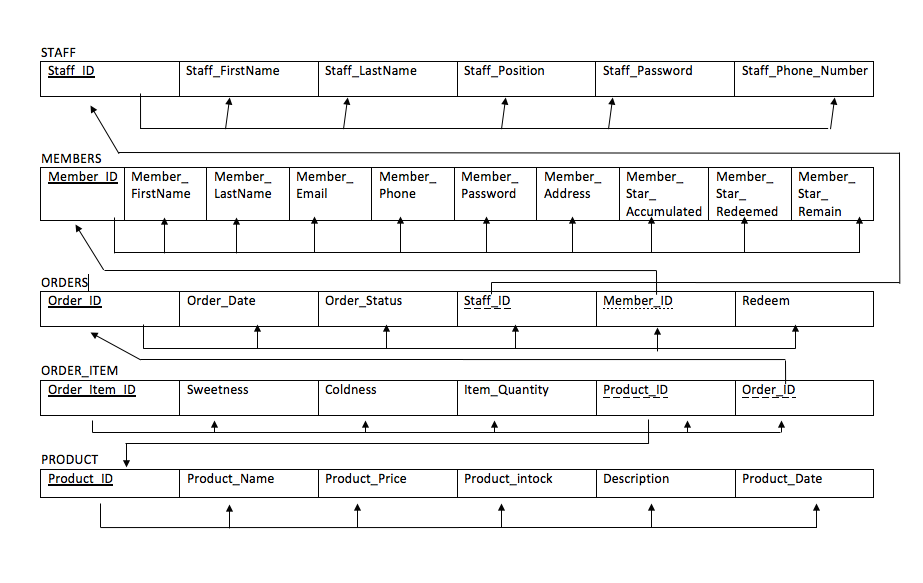 STAFF
Staff_ID Staff_FirstName Staff_LastName Staff_Position Staff_Password Staff_Phone_Number
MEMBERS
Member_ID Member_ Member_ Member_ Member_ Member_ Member_ Member_ Member_ Member_
FirstName LastName Email Phone Password Address Star_ Star_ Star_
Accumulated Redeemed Remain
ORDERS
Order_ID Order_Date Order_Status Staff_ID Member_ID Redeem
ORDER_ITEM
Order_Item_ID Sweetness Coldness Item_Quantity Product_ID Order_ID
PRODUCT
Product_ID Product_Name Product_Price Product_intock Description Product_Date